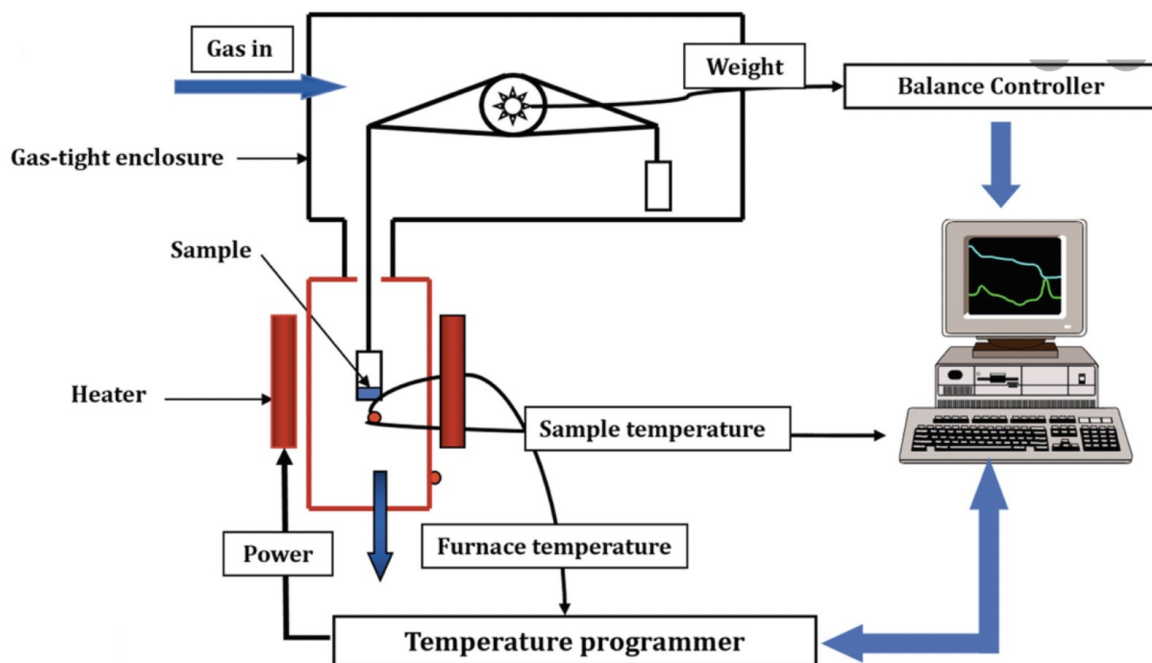 Gas in
Weight
Balance Controller
Gas-tight enclosure
Sample
Heater
Sample temperature
Power
Furnace temperature
Temperature programmer